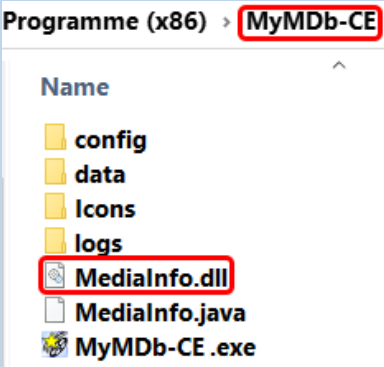 Programme (x86) › MyMDb-CE
Name
config
data
Icons
logs
MediaInfo.dll
MediaInfo.java
MyMDb-CE .exe